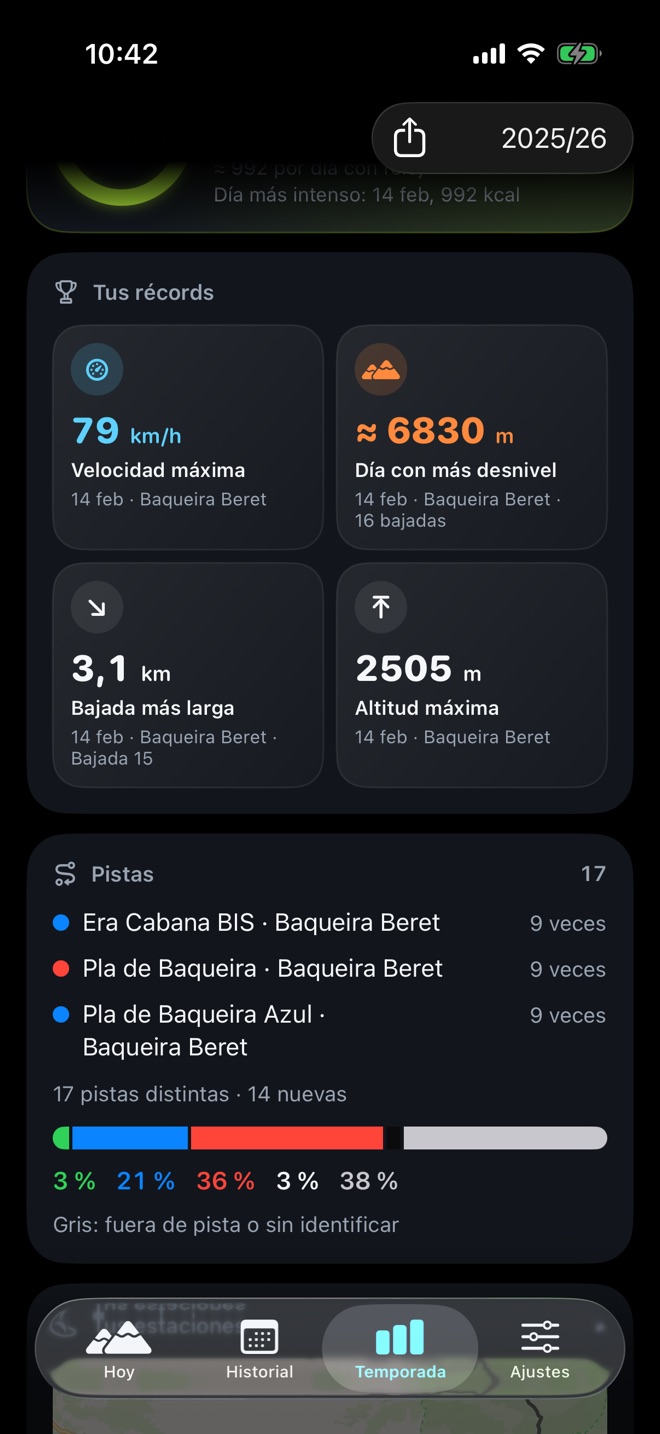 10:42
2025/26
≈ 992 por día con
Día más intenso: 14 feb, 992 kcal
Tus récords
79 km/h
Velocidad máxima
14 feb · Baqueira Beret
≈ 6830 m
Día con más desnivel
14 feb · Baqueira Beret ·
16 bajadas
3,1 km
Bajada más larga
14 feb · Baqueira Beret ·
Bajada 15
2505 m
Altitud máxima
14 feb · Baqueira Beret
Pistas
17
Era Cabana BIS · Baqueira Beret
9 veces
Pla de Baqueira · Baqueira Beret
9 veces
Pla de Baqueira Azul ·
Baqueira Beret
9 veces
17 pistas distintas · 14 nuevas
3 % 21 % 36 % 3 % 38 %
Gris: fuera de pista o sin identificar
estaciones
Hoy
Historial
Temporada
Ajustes